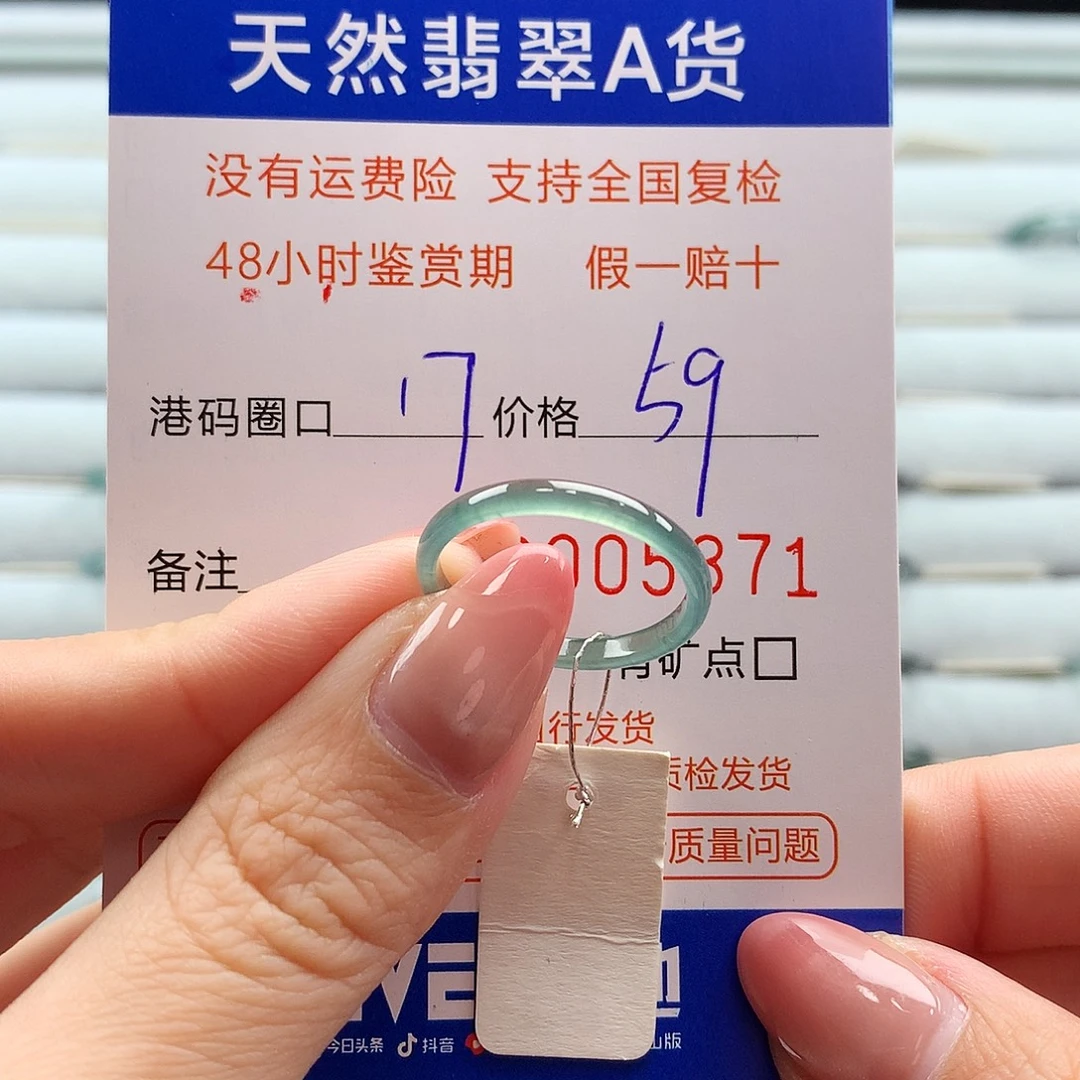 天然翡翠A货
没有运费险 支持全国复检
48小时鉴赏期 假一赔十
港码圈口 17 价格 59
备注 005371
矿点□
行发货
质检发货
质量问题
今日头条 抖音